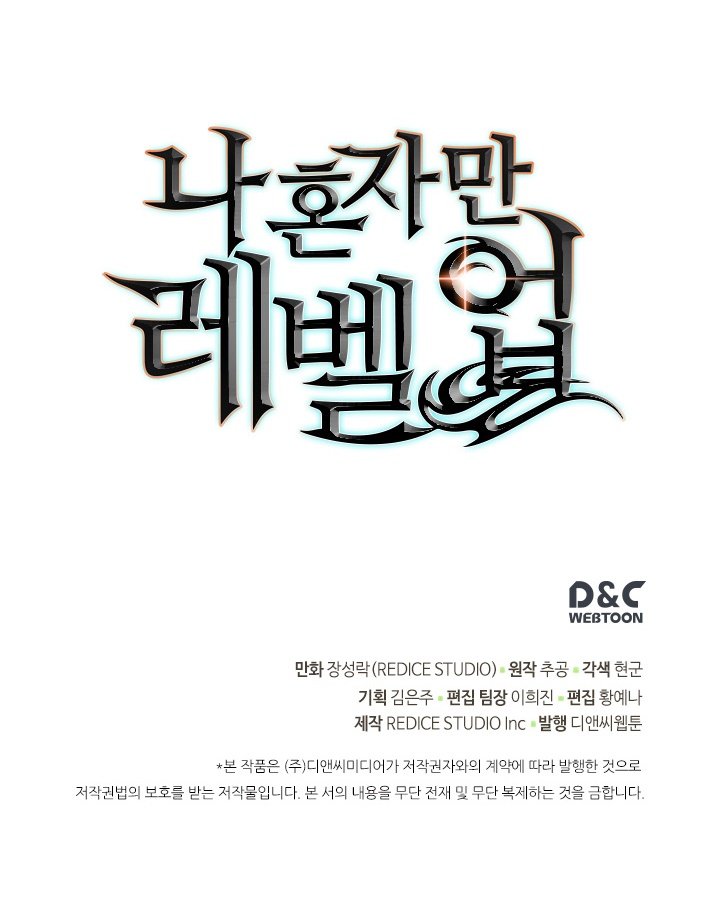 나 혼자만
레벨업
D&C
WEBTOON
만화 장성락(REDICE STUDIO) ▪ 원작 추공 ▪ 각색 현군
기획 김은주 ▪ 편집 팀장 이희진 ▪ 편집 황예나
제작 REDICE STUDIO Inc ▪ 발행 디앤씨웹툰
*본 작품은 (주)디앤씨미디어가 저작권자와의 계약에 따라 발행한 것으로
저작권법의 보호를 받는 저작물입니다. 본 서의 내용을 무단 전재 및 무단 복제하는 것을 금합니다.